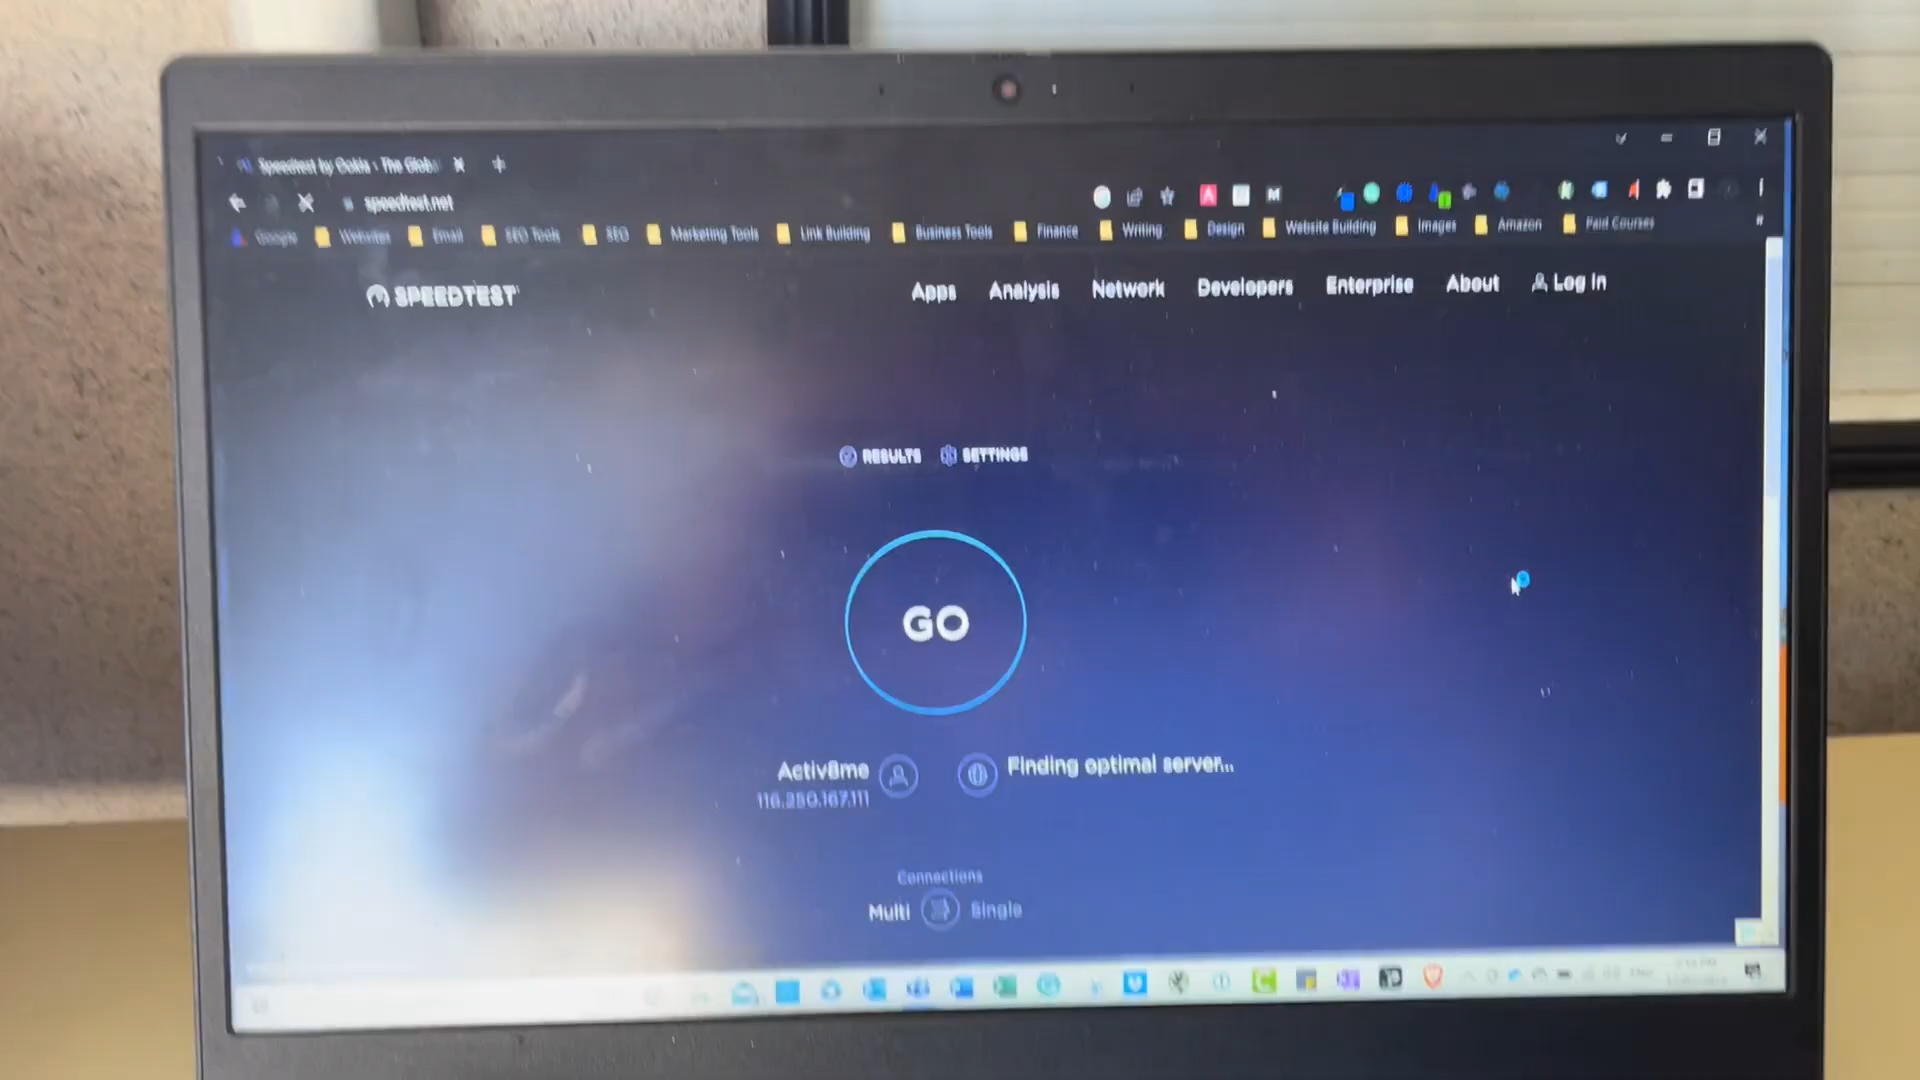 Speedtest by Ookla - The Glob
speedtest.net
Google Websites Email SEO Tools SEO Marketing Tools Link Building Business Tools Finance Writing Design Website Building Images Amazon Paid Courses
SPEEDTEST Apps Analysis Network Developers Enterprise About Log In
RESULTS SETTINGS
GO
Activ8me Finding optimal server...
116.250.167.111
Connections
Multi Single